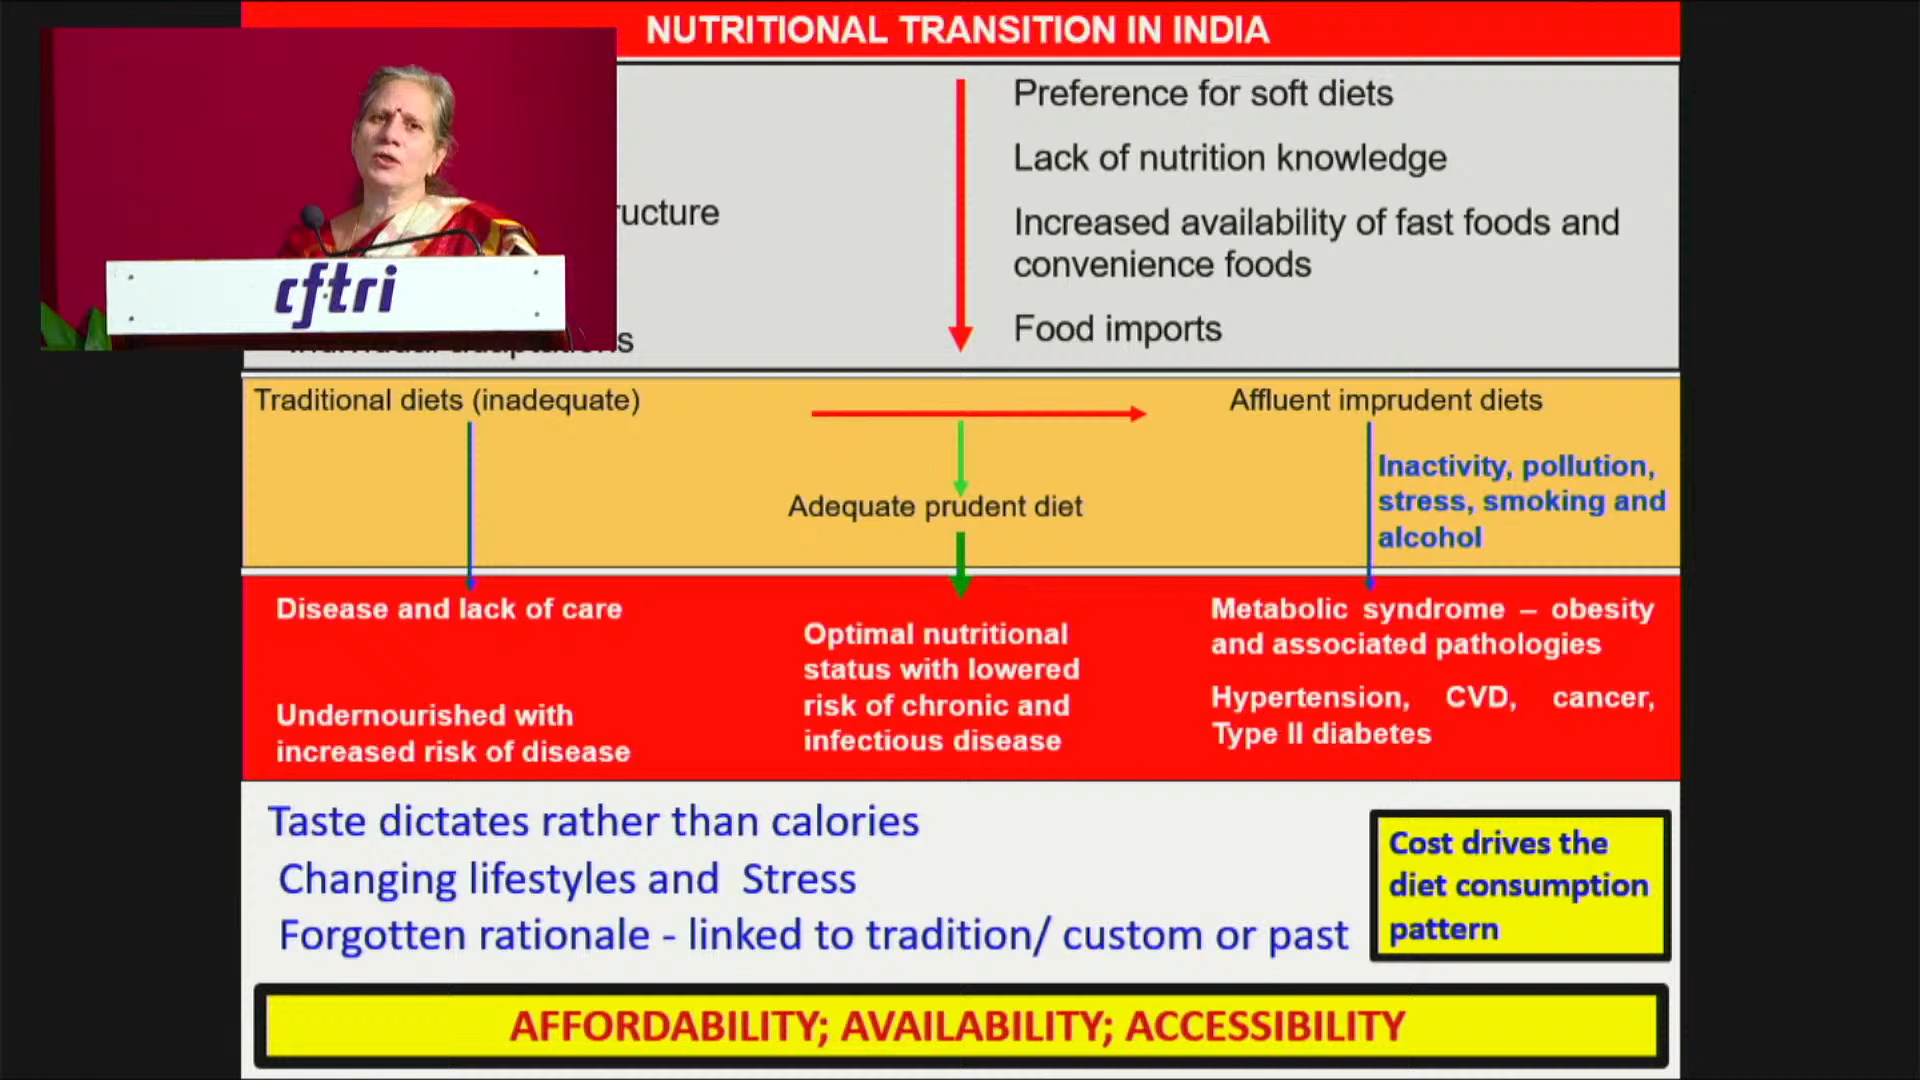 NUTRITIONAL TRANSITION IN INDIA
cftri
ructure
Preference for soft diets
Lack of nutrition knowledge
Increased availability of fast foods and
convenience foods
Food imports
Traditional diets (inadequate)
Affluent imprudent diets
Inactivity, pollution,
stress, smoking and
alcohol
Adequate prudent diet
Disease and lack of care
Undernourished with
increased risk of disease
Optimal nutritional
status with lowered
risk of chronic and
infectious disease
Metabolic syndrome – obesity
and associated pathologies
Hypertension, CVD, cancer,
Type II diabetes
Taste dictates rather than calories
Changing lifestyles and Stress
Forgotten rationale - linked to tradition/ custom or past
Cost drives the
diet consumption
pattern
AFFORDABILITY; AVAILABILITY; ACCESSIBILITY